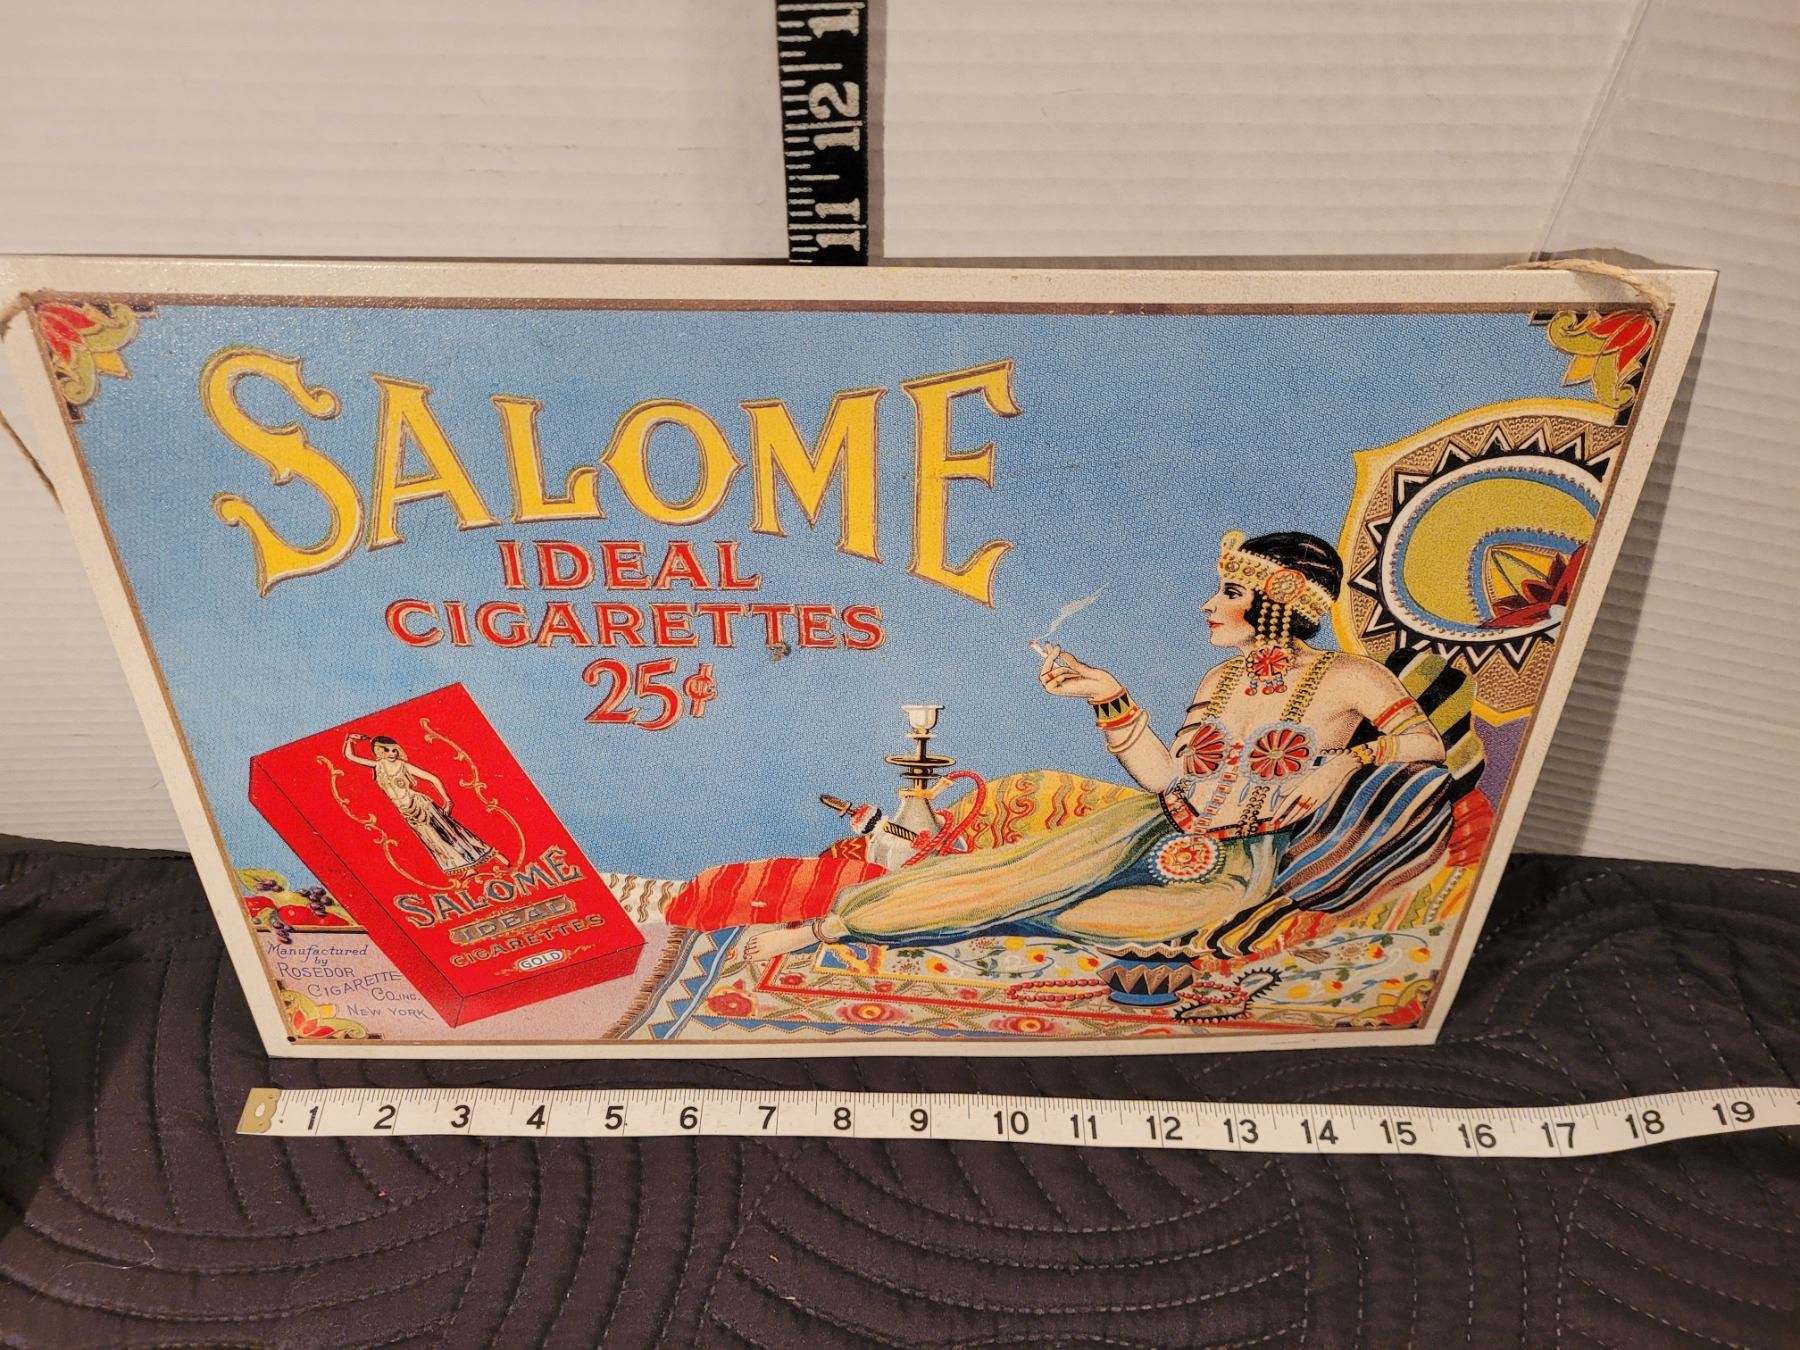 1
12
11
SALOME
IDEAL
CIGARETTES
25¢
SALOME
IDEAL
CIGARETTES
GOLD
Manufactured
by
ROSEDOR
CIGARETTE
CO. INC.
NEW YORK.
1 2 3 4 5 6 7 8 9 10 11 12 13 14 15 16 17 18 19